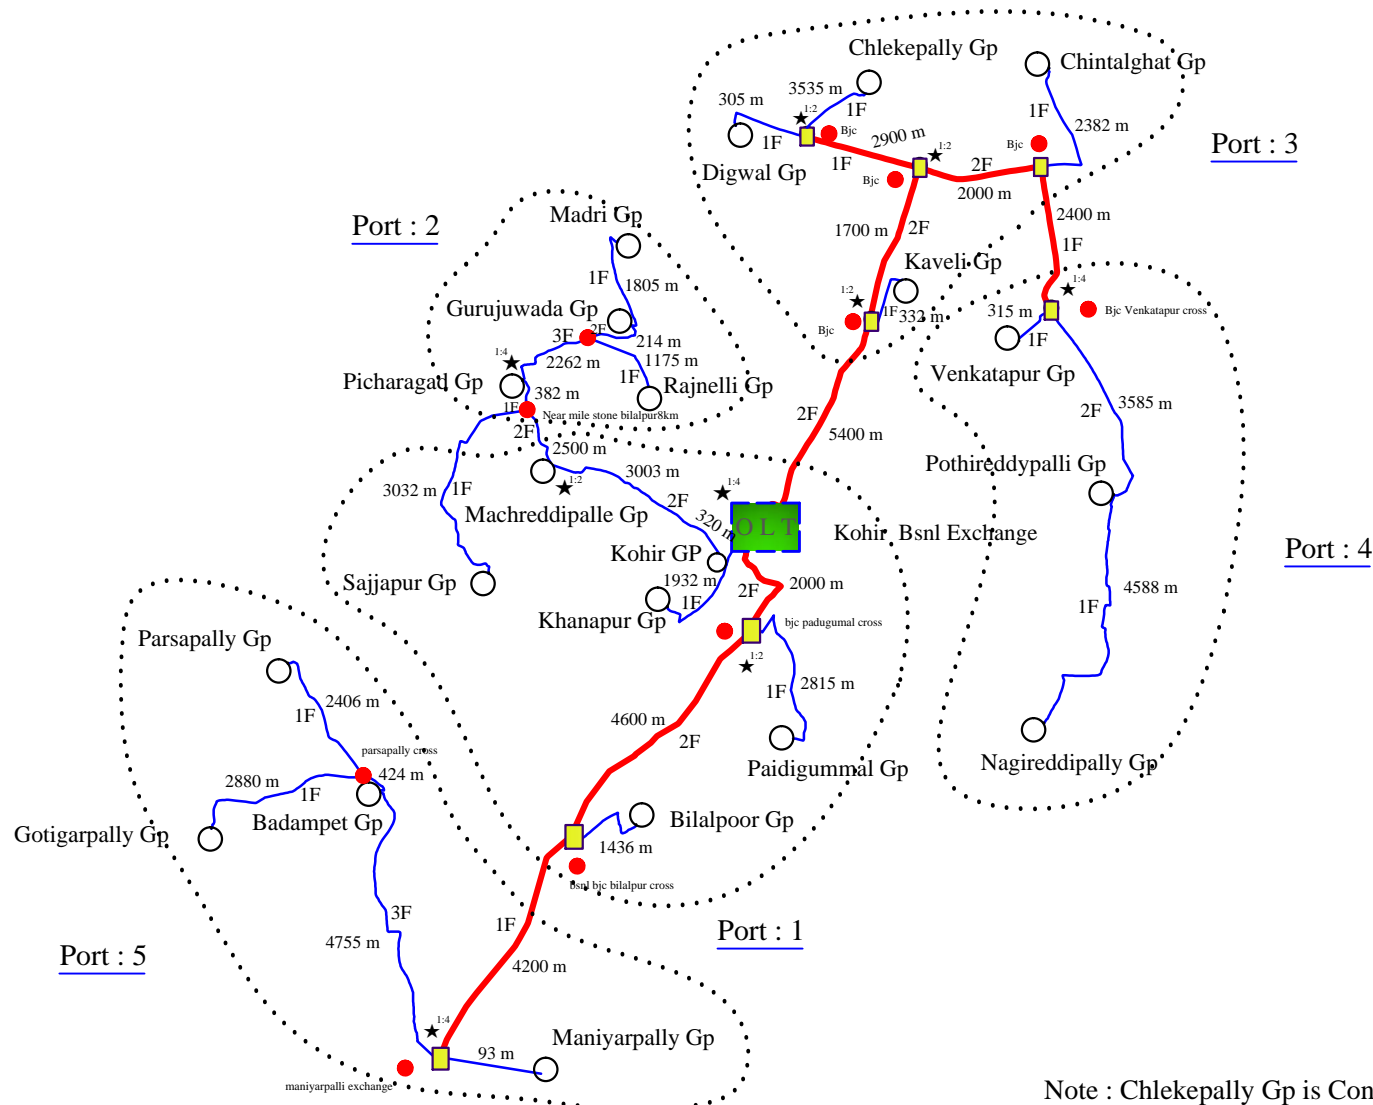 Chlekepally Gp
Chintalghat Gp
305 m
3535 m
1:2
1F
1F
Bjc
2900 m
1F
1:2
Bjc
1F
2382 m
Port : 3
Digwal Gp
Bjc
2F
2000 m
2400 m
1F
Port : 2
Madri Gp
1700 m
2F
Kaveli Gp
1F
1805 m
1:2
Bjc
1F
332 m
1:4
315 m
1F
Bjc Venkatapur cross
Gurujuwada Gp
3F
2F
214 m
1175 m
1:4
2262 m
Venkatapur Gp
Picharagad Gp
382 m
1F
Rajnelli Gp
1F
Near mile stone bilalpur8km
2F
2F
5400 m
3585 m
2F
2500 m
3003 m
1:4
Pothireddypalli Gp
3032 m
1F
1:2
2F
Machreddipalle Gp
320 m
O L T
Kohir Bsnl Exchange
Port : 4
Kohir GP
Sajjapur Gp
1932 m
1F
2F
2000 m
4588 m
1F
Khanapur Gp
bjc padugumal cross
Parsapally Gp
1:2
1F
2815 m
2406 m
1F
4600 m
2F
parsapally cross
424 m
Paidigummal Gp
Nagireddipally Gp
2880 m
1F
Badampet Gp
Gotigarpally Gp
Bilalpoor Gp
1436 m
bsnl bjc bilalpur cross
3F
4755 m
1F
Port : 1
Port : 5
4200 m
1:4
Maniyarpally Gp
93 m
maniyarpalli exchange
Note : Chlekepally Gp is Con